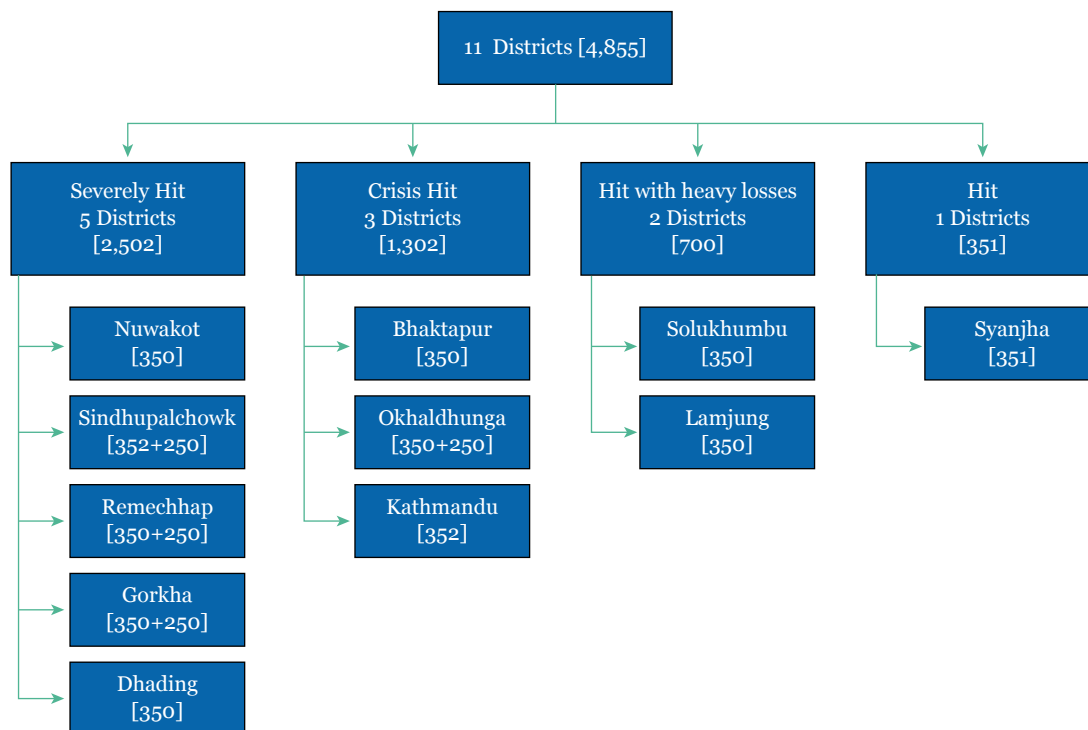 11 Districts [4,855]
Severely Hit
5 Districts
[2,502]
Nuwakot
[350]
Sindhupalchowk
[352+250]
Remechhap
[350+250]
Gorkha
[350+250]
Dhading
[350]
Crisis Hit
3 Districts
[1,302]
Bhaktapur
[350]
Okhaldhunga
[350+250]
Kathmandu
[352]
Hit with heavy losses
2 Districts
[700]
Solukhumbu
[350]
Lamjung
[350]
Hit
1 Districts
[351]
Syanjha
[351]